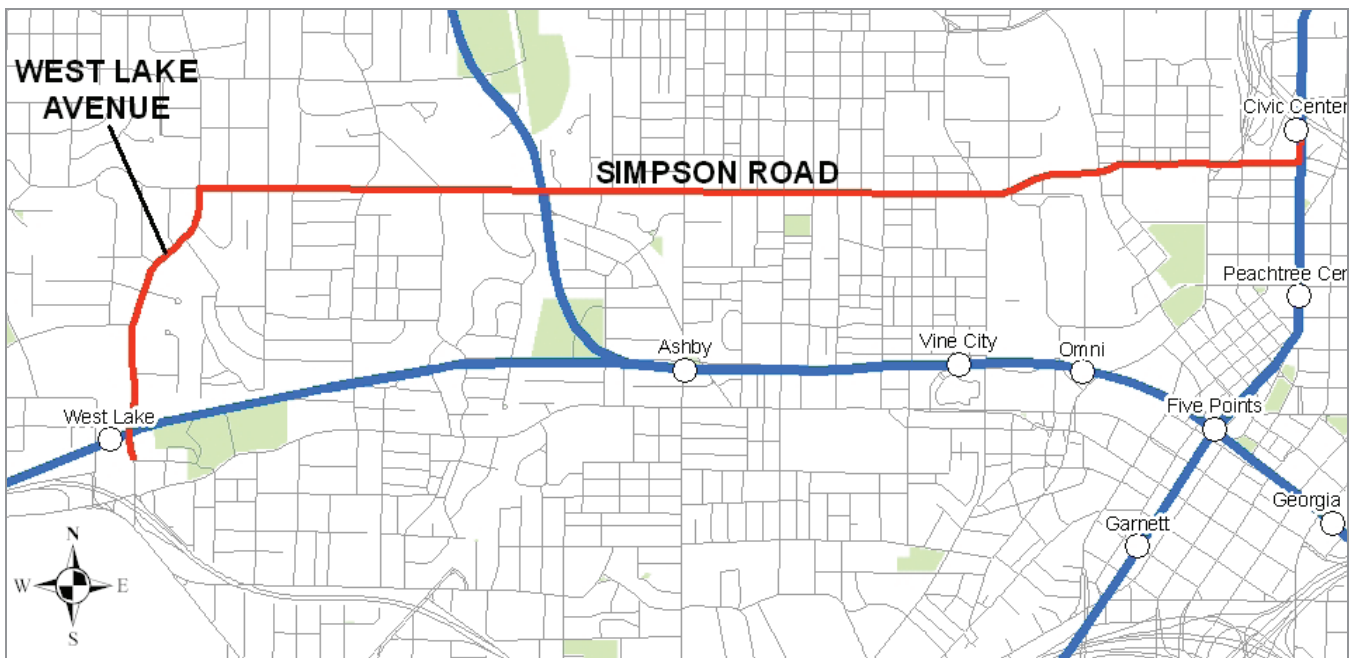 WEST LAKE
AVENUE
Civic Center
SIMPSON ROAD
Peachtree Cen
Vine City
Omni
Ashby
Five Points
West Lake
Georgia
Garnett
N
W
E
S